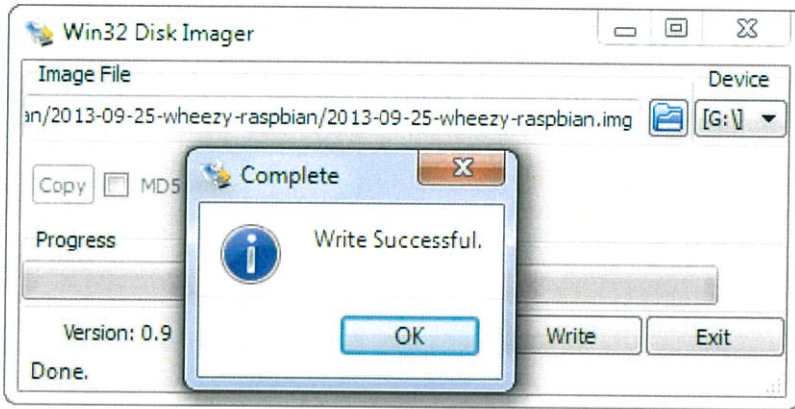 Win32 Disk Imager
Image File
Device
an/2013-09-25-wheezy-raspbian/2013-09-25-wheezy-raspbian.img
[G:\]
Copy
MD5
Complete
Write Successful.
OK
Progress
Version: 0.9
Write
Exit
Done.